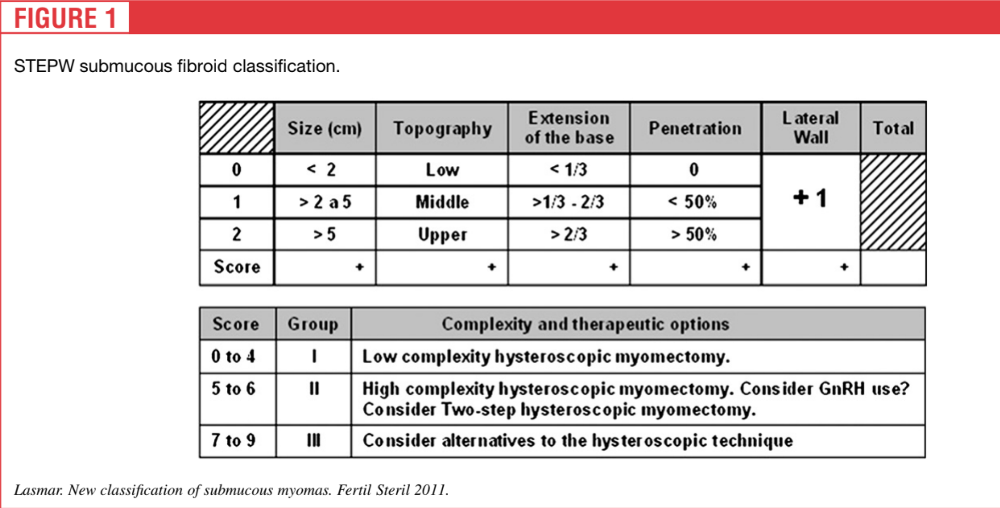 FIGURE 1
STEPW submucous fibroid classification.
Size (cm) Topography Extension of the base Penetration Lateral Wall Total
0 < 2 Low < 1/3 0
1 > 2 a 5 Middle >1/3 - 2/3 < 50% + 1
2 > 5 Upper > 2/3 > 50%
Score + + + + +
Score Group Complexity and therapeutic options
0 to 4 I Low complexity hysteroscopic myomectomy.
5 to 6 II High complexity hysteroscopic myomectomy. Consider GnRH use?
Consider Two-step hysteroscopic myomectomy.
7 to 9 III Consider alternatives to the hysteroscopic technique
Lasmar. New classification of submucous myomas. Fertil Steril 2011.